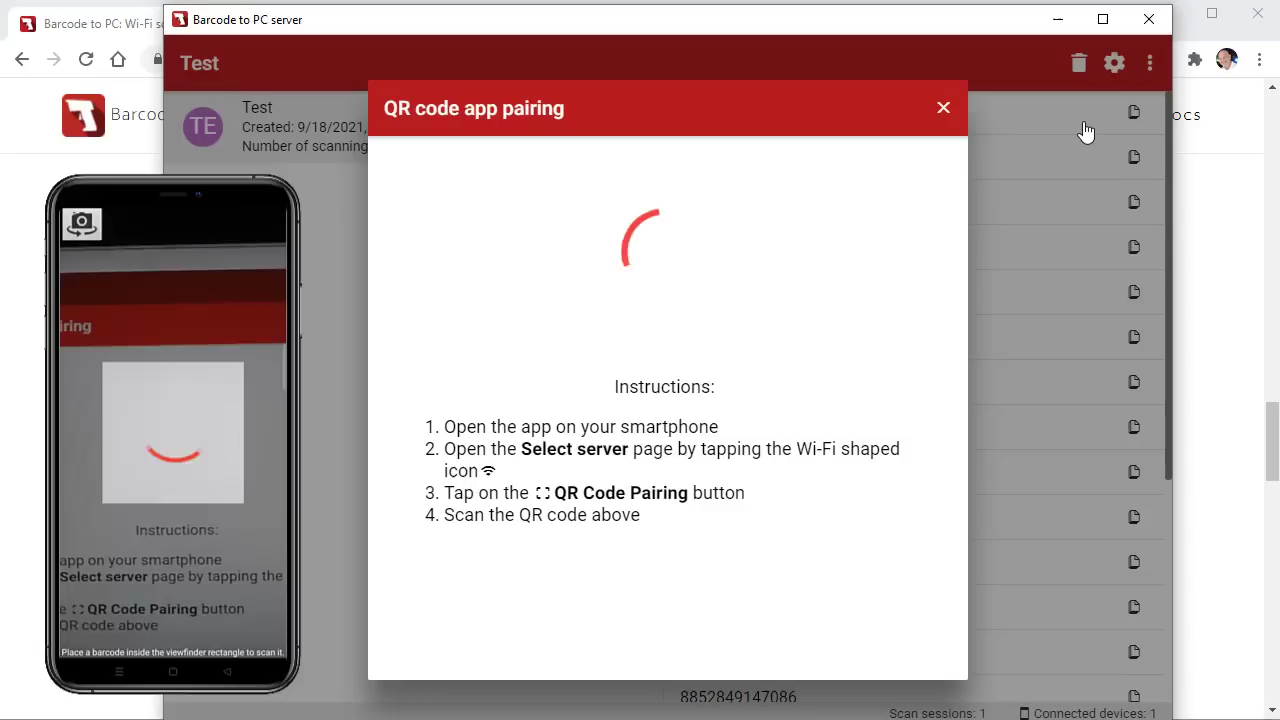 Barcode to PC: Wi-Fi s
Barcode to PC server
Test
Barcod
ocs
TE
Test
Created: 9/18/2021,
Number of scanning
QR code app pairing
Instructions:
1. Open the app on your smartphone
2. Open the Select server page by tapping the Wi-Fi shaped
icon
3. Tap on the QR Code Pairing button
4. Scan the QR code above
iring
Instructions:
app on your smartphone
Select server page by tapping the
e QR Code Pairing button
QR code above
Place a barcode inside the viewfinder rectangle to scan it.
8852849147086
Scan sessions: 1
Connected devices: 1